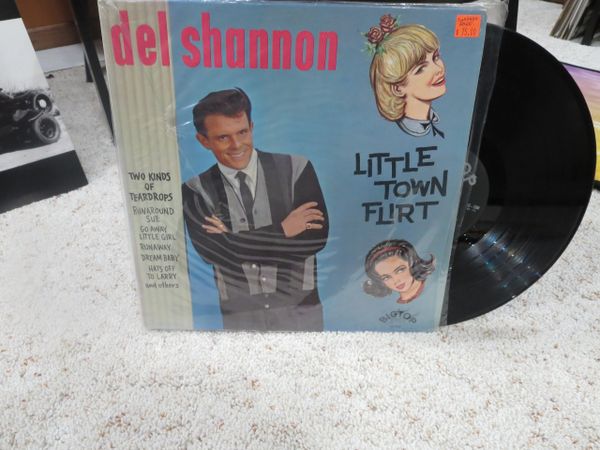 del shannon
LITTLE
TOWN
FLIRT
TWO KINDS
OF
TEARDROPS
RUNAROUND
SUE
GO AWAY
LITTLE GIRL
RUNAWAY
DREAM BABY
HATS OFF
TO LARRY
and others
BIGTOP